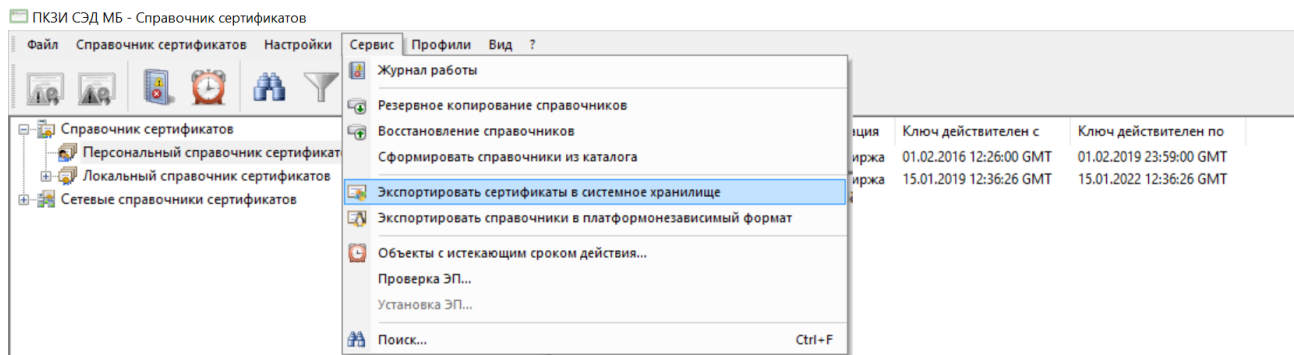 ПКЗИ СЭД МБ - Справочник сертификатов
Файл Справочник сертификатов Настройки Сервис Профили Вид ?
Журнал работы
Резервное копирование справочников
Восстановление справочников
Сформировать справочники из каталога
Экспортировать сертификаты в системное хранилище
Экспортировать справочники в платформонезависимый формат
Объекты с истекающим сроком действия...
Проверка ЭП...
Установка ЭП...
Поиск... Ctrl+F
Справочник сертификатов
Персональный справочник сертификат
Локальный справочник сертификатов
Сетевые справочники сертификатов
ация Ключ действителен с Ключ действителен по
иржа 01.02.2016 12:26:00 GMT 01.02.2019 23:59:00 GMT
иржа 15.01.2019 12:36:26 GMT 15.01.2022 12:36:26 GMT